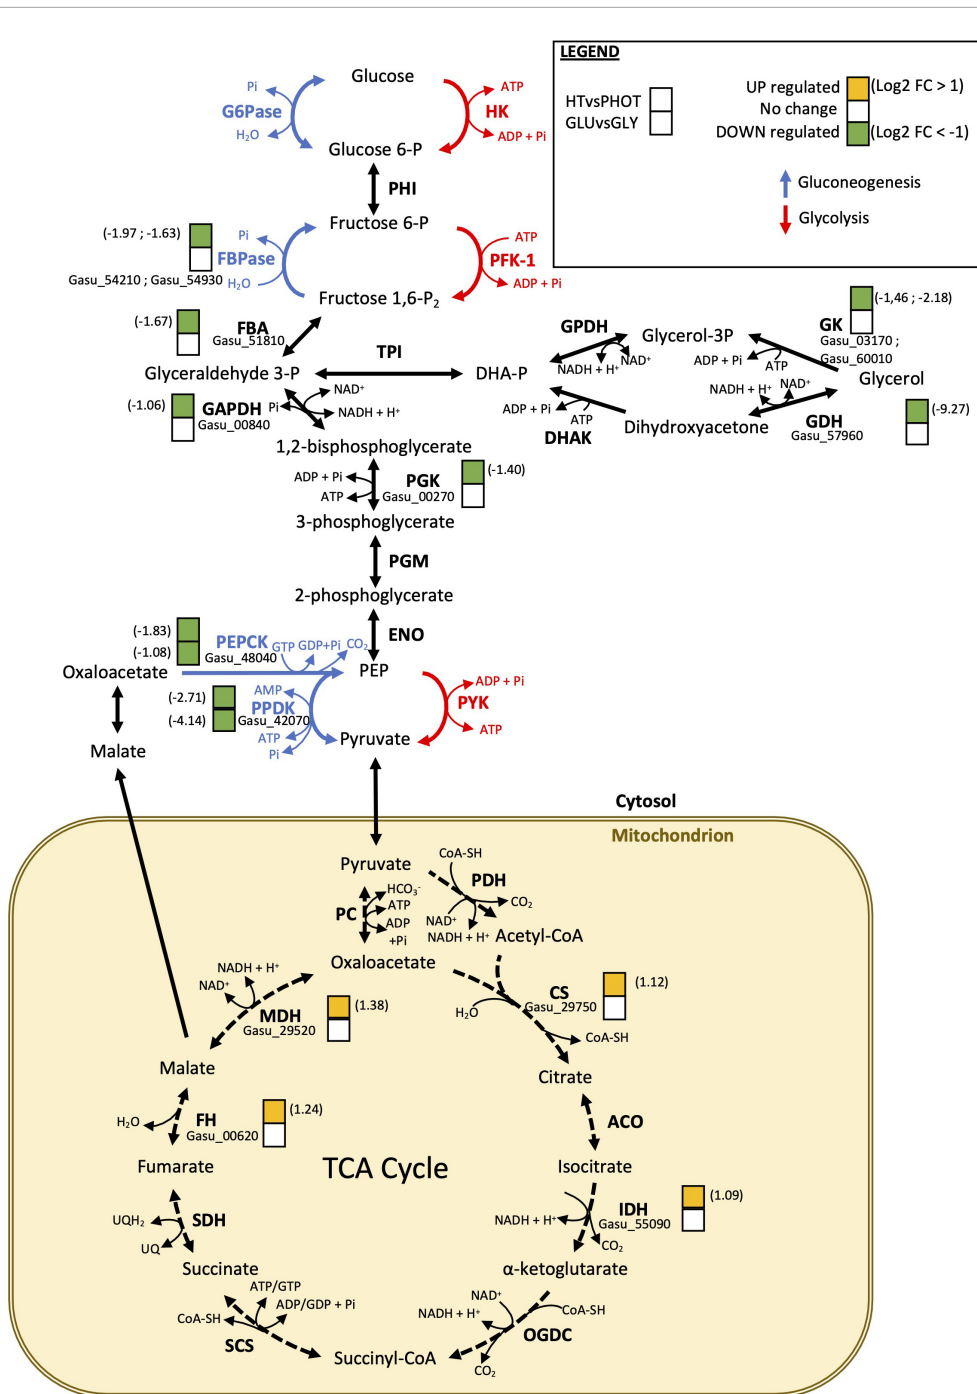 LEGEND
HTvsPHOT
GLUvsGLY
UP regulated (Log2 FC > 1)
No change
DOWN regulated (Log2 FC < -1)
Gluconeogenesis
Glycolysis
Glucose
Pi
G6Pase
H₂O
ATP
HK
ADP + Pi
Glucose 6-P
PHI
Fructose 6-P
(-1.97 ; -1.63)
Gasu_54210 ; Gasu_54930
Pi
FBPase
H₂O
ATP
PFK-1
ADP + Pi
Fructose 1,6-P₂
(-1.67)
FBA
Gasu_51810
Glyceraldehyde 3-P
TPI
DHA-P
GPDH
NADH + H⁺
NAD⁺
Glycerol-3P
(-1,46 ; -2.18)
GK
Gasu_03170 ;
Gasu_60010
ADP + Pi
ATP
Glycerol
NADH + H⁺
NAD⁺
GDH
Gasu_57960
(-9.27)
Dihydroxyacetone
ADP + Pi
ATP
DHAK
(-1.06)
GAPDH
Gasu_00840
Pi
NAD⁺
NADH + H⁺
1,2-bisphosphoglycerate
ADP + Pi
ATP
PGK
Gasu_00270
(-1.40)
3-phosphoglycerate
PGM
2-phosphoglycerate
ENO
(-1.83)
(-1.08)
PEPCK
Gasu_48040
GTP
GDP+Pi
CO₂
Oxaloacetate
PEP
(-2.71)
(-4.14)
AMP
PPDK
Gasu_42070
ATP
Pi
ADP + Pi
PYK
ATP
Pyruvate
Malate
Cytosol
Mitochondrion
Pyruvate
CoA-SH
PDH
CO₂
NAD⁺
NADH + H⁺
Acetyl-CoA
PC
HCO₃⁻
ATP
ADP
+Pi
Oxaloacetate
NADH + H⁺
NAD⁺
MDH
Gasu_29520
(1.38)
H₂O
CS
Gasu_29750
(1.12)
CoA-SH
Malate
Citrate
H₂O
FH
Gasu_00620
(1.24)
ACO
Fumarate
TCA Cycle
Isocitrate
UQH₂
UQ
SDH
NADH + H⁺
CO₂
IDH
Gasu_55090
(1.09)
Succinate
α-ketoglutarate
ATP/GTP
ADP/GDP + Pi
CoA-SH
SCS
NAD⁺
NADH + H⁺
CoA-SH
OGDC
CO₂
Succinyl-CoA